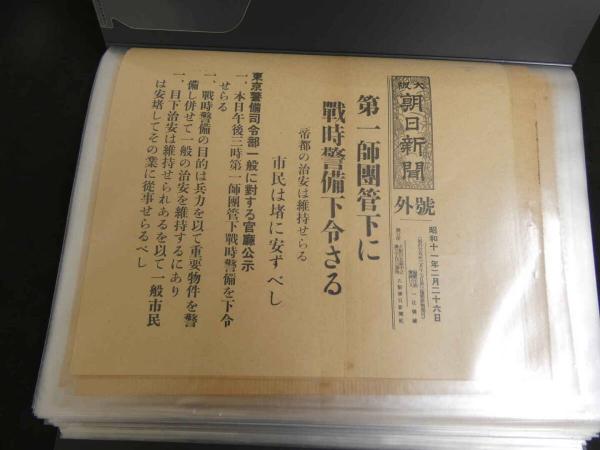 大阪
朝日新聞
號外
昭和十一年二月二十六日
第一師團管下に
戰時警備下令さる
帝都の治安は維持せらる
市民は堵に安ずべし
東京警備司令部一般に對する官廳公示
一、本日午後三時第一師團管下戰時警備を下令
せらる
一、戰時警備の目的は兵力を以て重要物件を警
備し併せて一般の治安を維持するにあり
一、目下治安は維持せられあるを以て一般市民
は安堵してその業に從事せらるべし